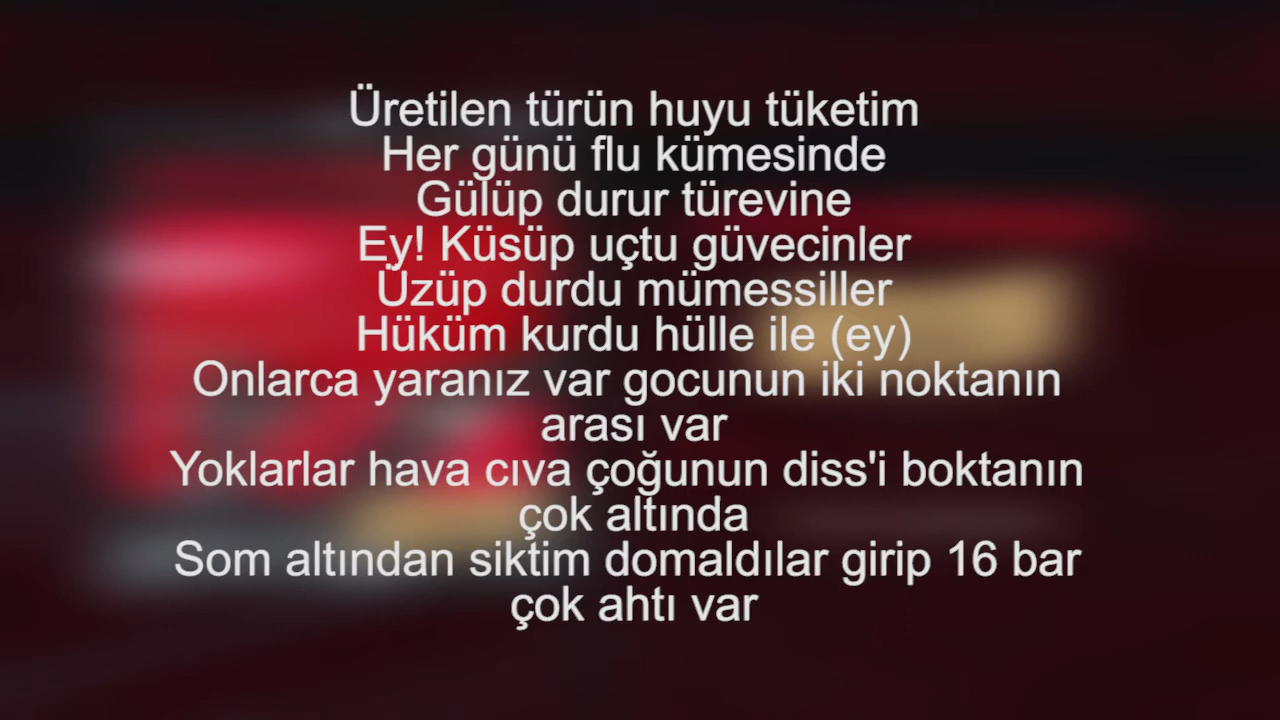 Üretilen türün huyu tüketim
Her günü flu kümesinde
Gülüp durur türevine
Ey! Küsüp uçtu güvecinler
Üzüp durdu mümessiller
Hüküm kurdu hülle ile (ey)
Onlarca yaranız var gocunun iki noktanın
arası var
Yoklarlar hava cıva çoğunun diss'i boktanın
çok altında
Som altından siktim domaldılar girip 16 bar
çok ahtı var